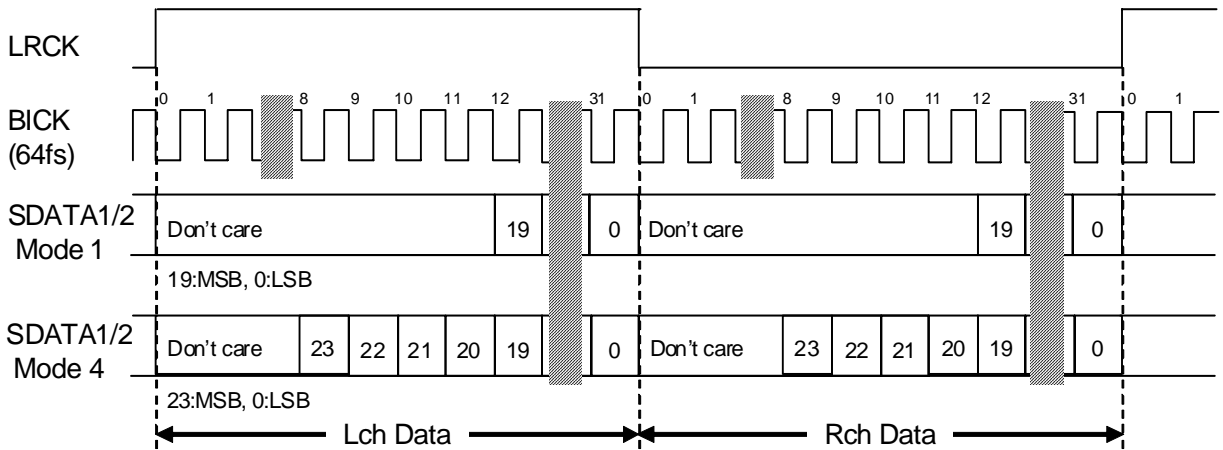 LRCK
0 1 8 9 10 11 12 31 0 1 8 9 10 11 12 31 0 1
BICK
(64fs)
SDATA1/2
Mode 1
Don't care 19 0 Don't care 19 0
19:MSB, 0:LSB
SDATA1/2
Mode 4
Don't care 23 22 21 20 19 0 Don't care 23 22 21 20 19 0
23:MSB, 0:LSB
Lch Data Rch Data